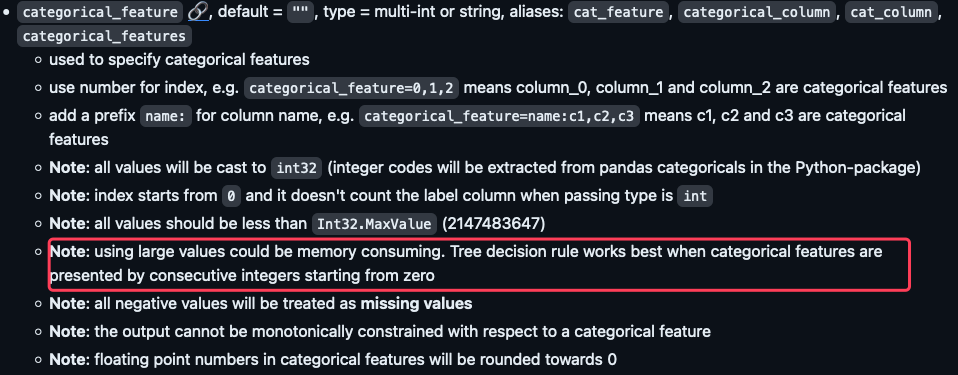 categorical_feature 🔗, default = "", type = multi-int or string, aliases: cat_feature, categorical_column, cat_column,
categorical_features
used to specify categorical features
use number for index, e.g. categorical_feature=0,1,2 means column_0, column_1 and column_2 are categorical features
add a prefix name: for column name, e.g. categorical_feature=name:c1,c2,c3 means c1, c2 and c3 are categorical
features
Note: all values will be cast to int32 (integer codes will be extracted from pandas categoricals in the Python-package)
Note: index starts from 0 and it doesn't count the label column when passing type is int
Note: all values should be less than Int32.MaxValue (2147483647)
Note: using large values could be memory consuming. Tree decision rule works best when categorical features are
presented by consecutive integers starting from zero
Note: all negative values will be treated as missing values
Note: the output cannot be monotonically constrained with respect to a categorical feature
Note: floating point numbers in categorical features will be rounded towards 0